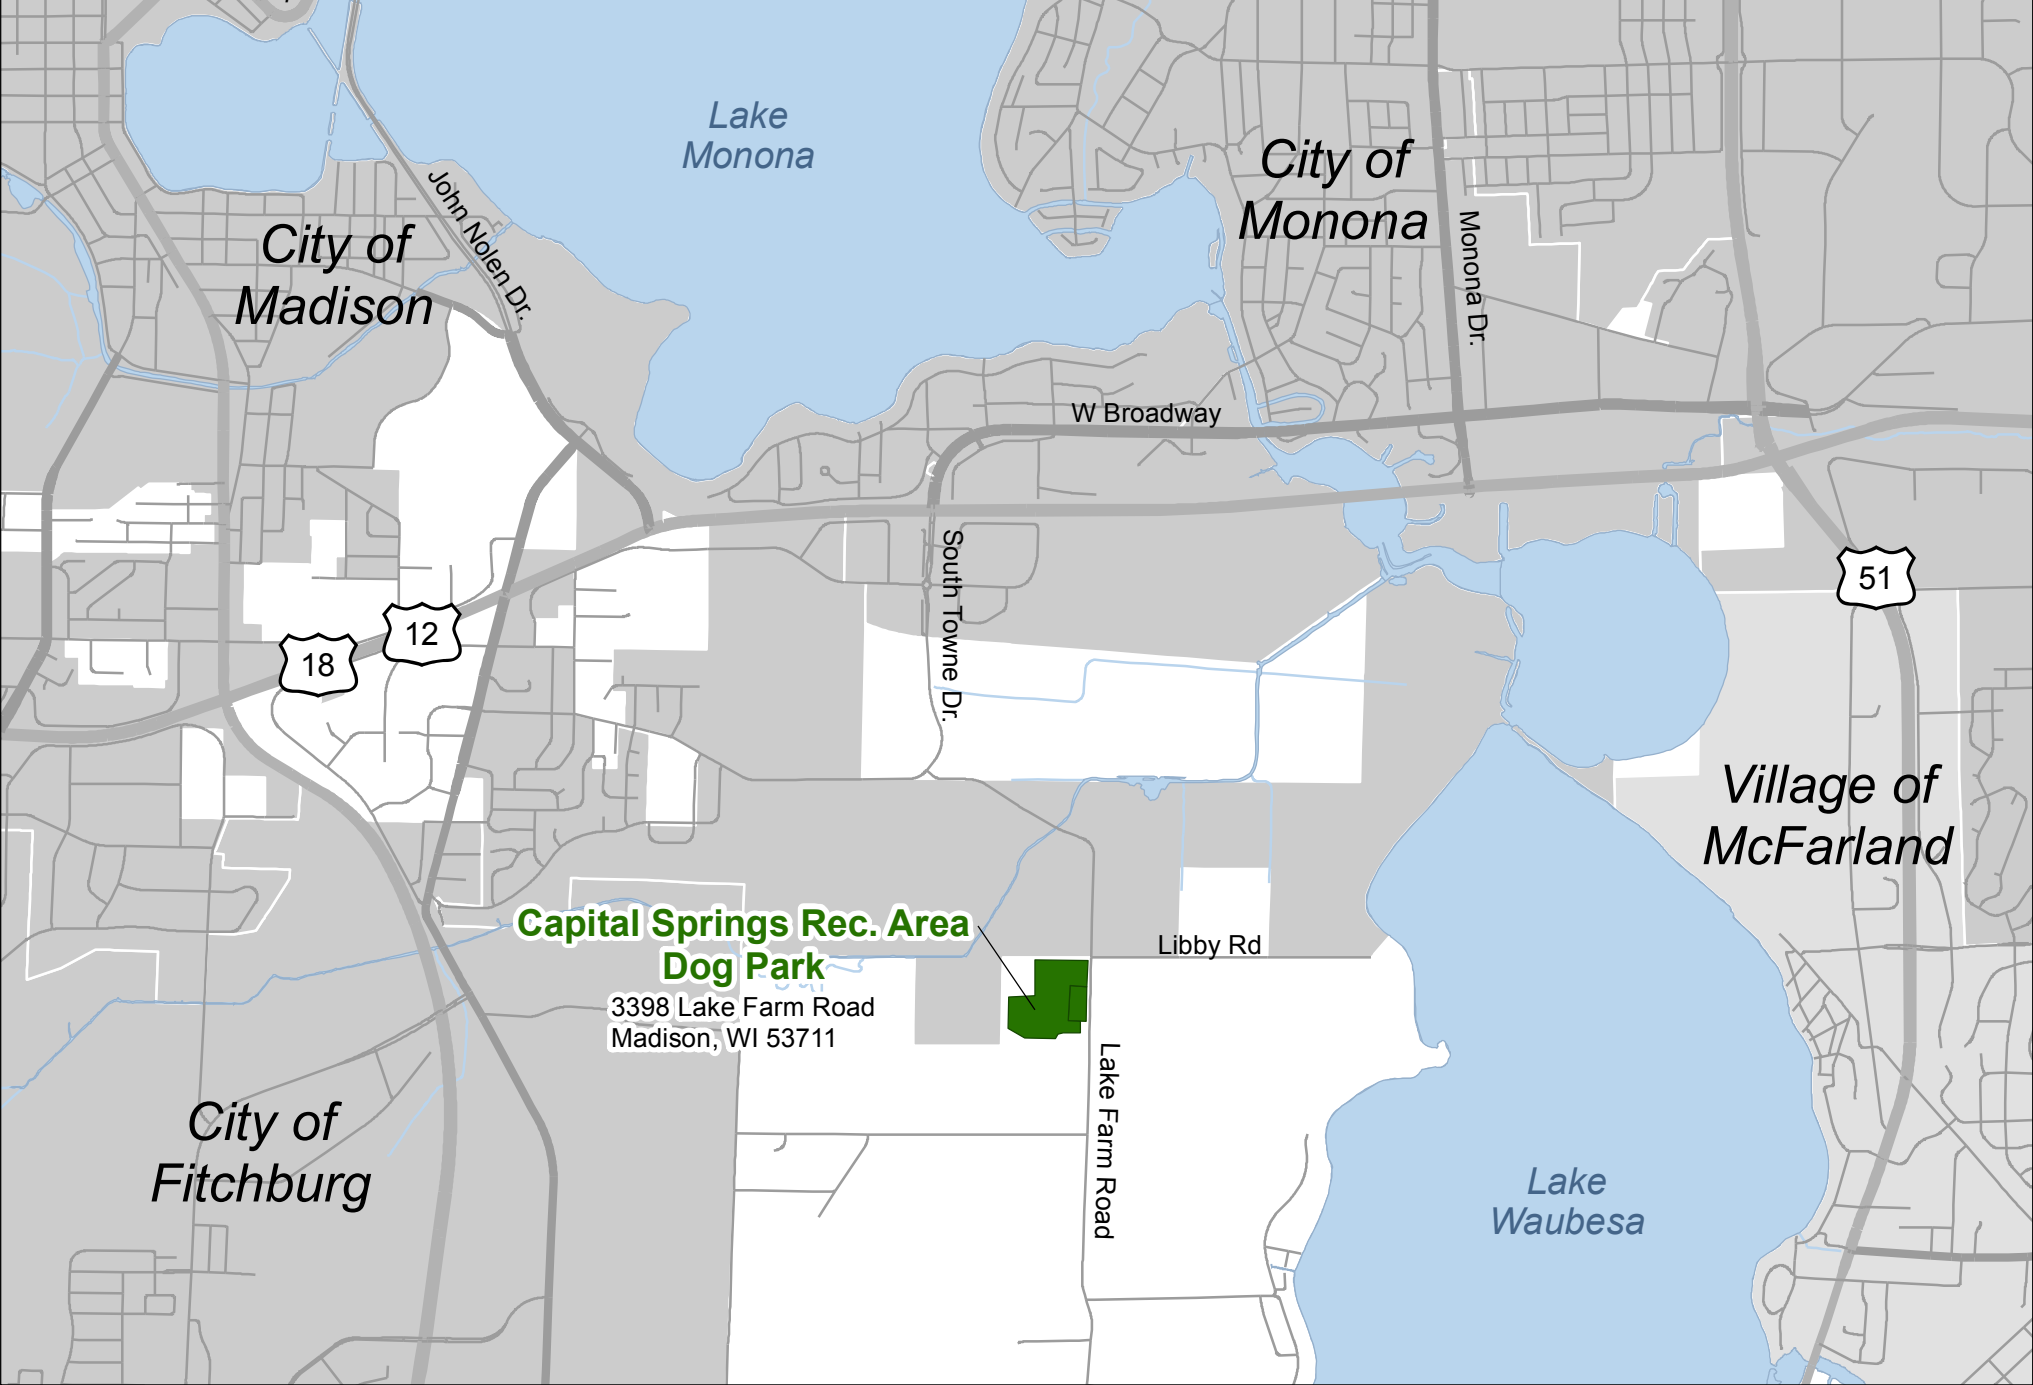 Lake
Monona
City of
Monona
City of
Madison
John Nolen Dr.
Monona Dr.
W Broadway
South Towne Dr.
51
12
18
Village of
McFarland
Capital Springs Rec. Area
Dog Park
3398 Lake Farm Road
Madison, WI 53711
Libby Rd
Lake Farm Road
City of
Fitchburg
Lake
Waubesa